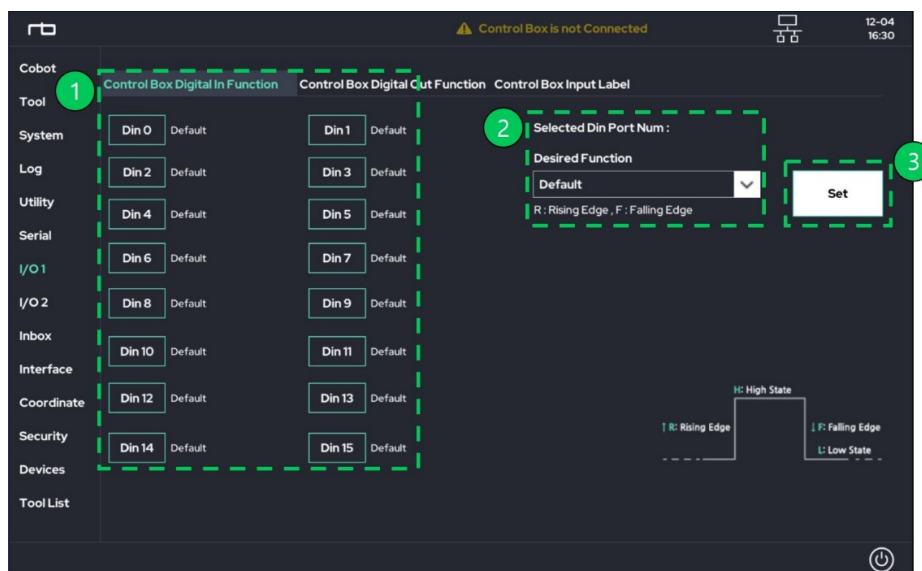 Control Box is not Connected
12-04
16:30
Cobot
Tool
System
Log
Utility
Serial
I/O 1
I/O 2
Inbox
Interface
Coordinate
Security
Devices
Tool List
1
Control Box Digital In Function Control Box Digital Out Function Control Box Input Label
Din 0 Default Din 1 Default
Din 2 Default Din 3 Default
Din 4 Default Din 5 Default
Din 6 Default Din 7 Default
Din 8 Default Din 9 Default
Din 10 Default Din 11 Default
Din 12 Default Din 13 Default
Din 14 Default Din 15 Default
2
Selected Din Port Num :
Desired Function
Default
R : Rising Edge , F : Falling Edge
3
Set
H: High State
↑ R: Rising Edge
↓ F: Falling Edge
L: Low State